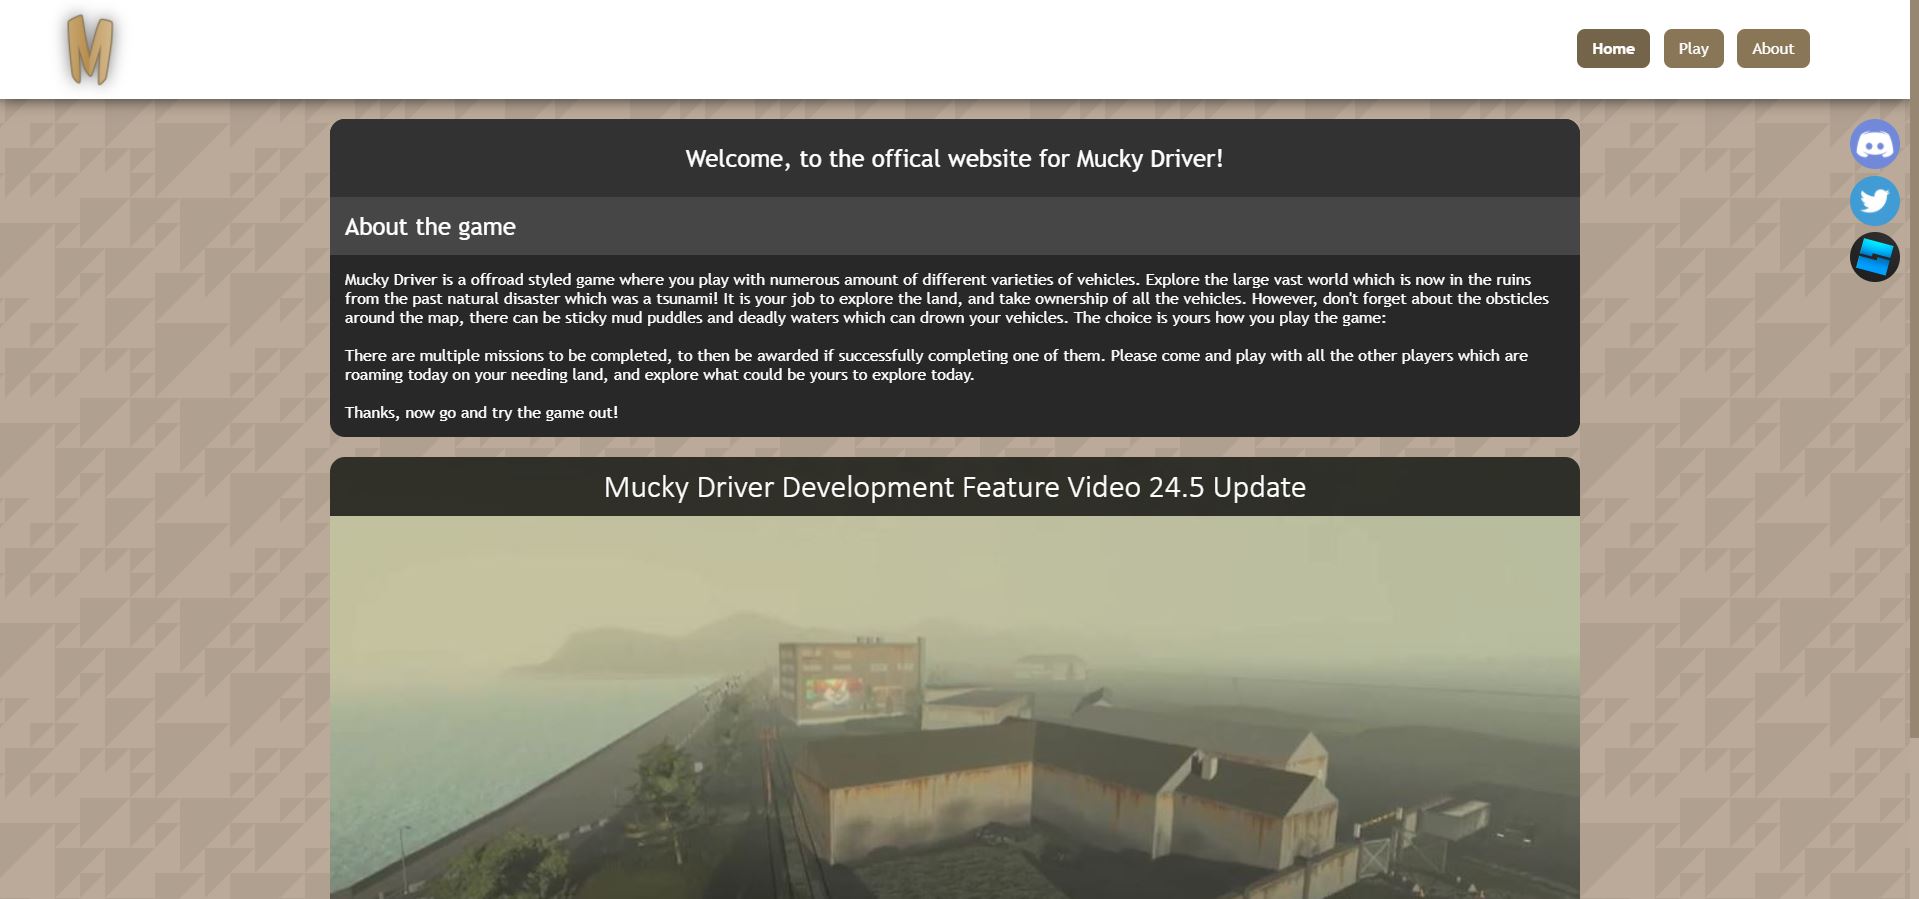 M
Home Play About
Welcome, to the offical website for Mucky Driver!
About the game
Mucky Driver is a offroad styled game where you play with numerous amount of different varieties of vehicles. Explore the large vast world which is now in the ruins
from the past natural disaster which was a tsunami! It is your job to explore the land, and take ownership of all the vehicles. However, don't forget about the obsticles
around the map, there can be sticky mud puddles and deadly waters which can drown your vehicles. The choice is yours how you play the game:
There are multiple missions to be completed, to then be awarded if successfully completing one of them. Please come and play with all the other players which are
roaming today on your needing land, and explore what could be yours to explore today.
Thanks, now go and try the game out!
Mucky Driver Development Feature Video 24.5 Update